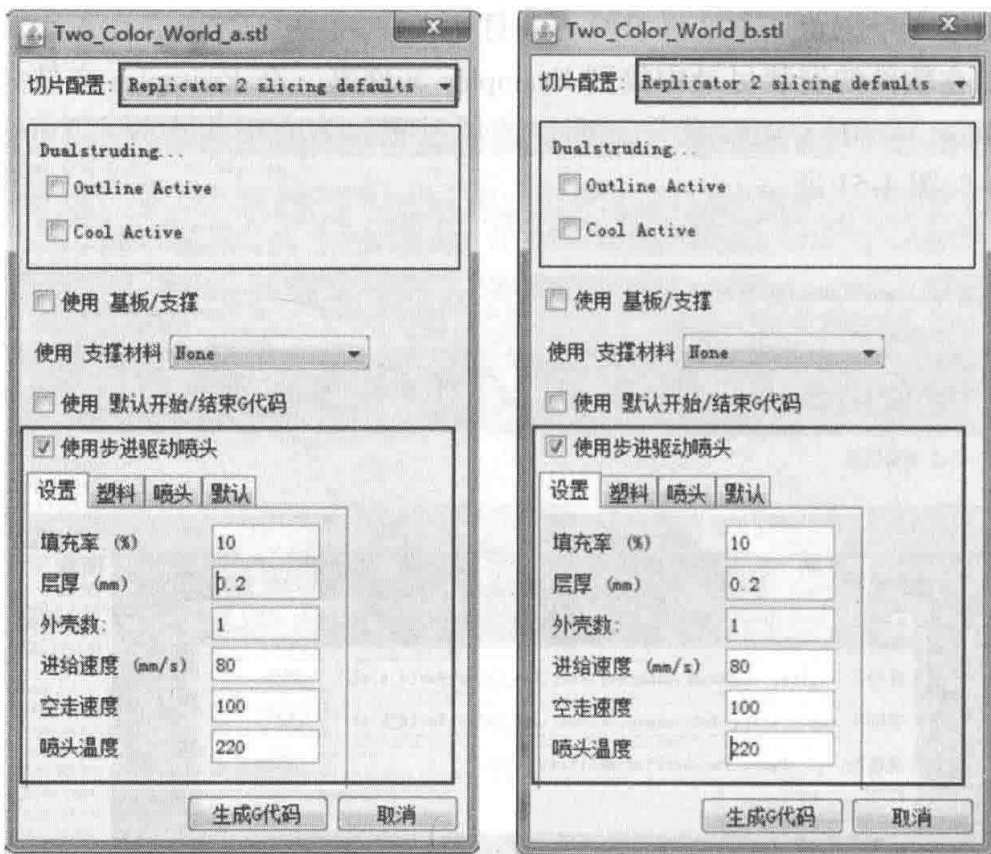 Two_Color_World_a.stl
切片配置 Replicator 2 slicing defaults
Dualstruding...
Outline Active
Cool Active
使用 基板/支撑
使用 支撑材料 None
使用 默认开始/结束G代码
使用步进驱动喷头
设置 塑料 喷头 默认
填充率 (%) 10
层厚 (mm) 0.2
外壳数: 1
进给速度 (mm/s) 80
空走速度 100
喷头温度 220
生成G代码 取消
Two_Color_World_b.stl
切片配置 Replicator 2 slicing defaults
Dualstruding...
Outline Active
Cool Active
使用 基板/支撑
使用 支撑材料 None
使用 默认开始/结束G代码
使用步进驱动喷头
设置 塑料 喷头 默认
填充率 (%) 10
层厚 (mm) 0.2
外壳数: 1
进给速度 (mm/s) 80
空走速度 100
喷头温度 220
生成G代码 取消